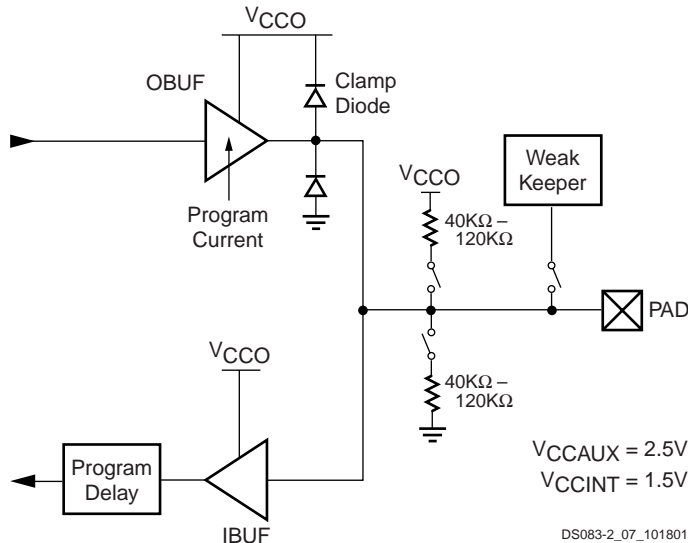 VCCO
OBUF
Clamp
Diode
Program
Current
VCCO
40KΩ –
120KΩ
Weak
Keeper
PAD
40KΩ –
120KΩ
VCCO
Program
Delay
IBUF
VCCAUX = 2.5V
VCCINT = 1.5V
DS083-2_07_101801